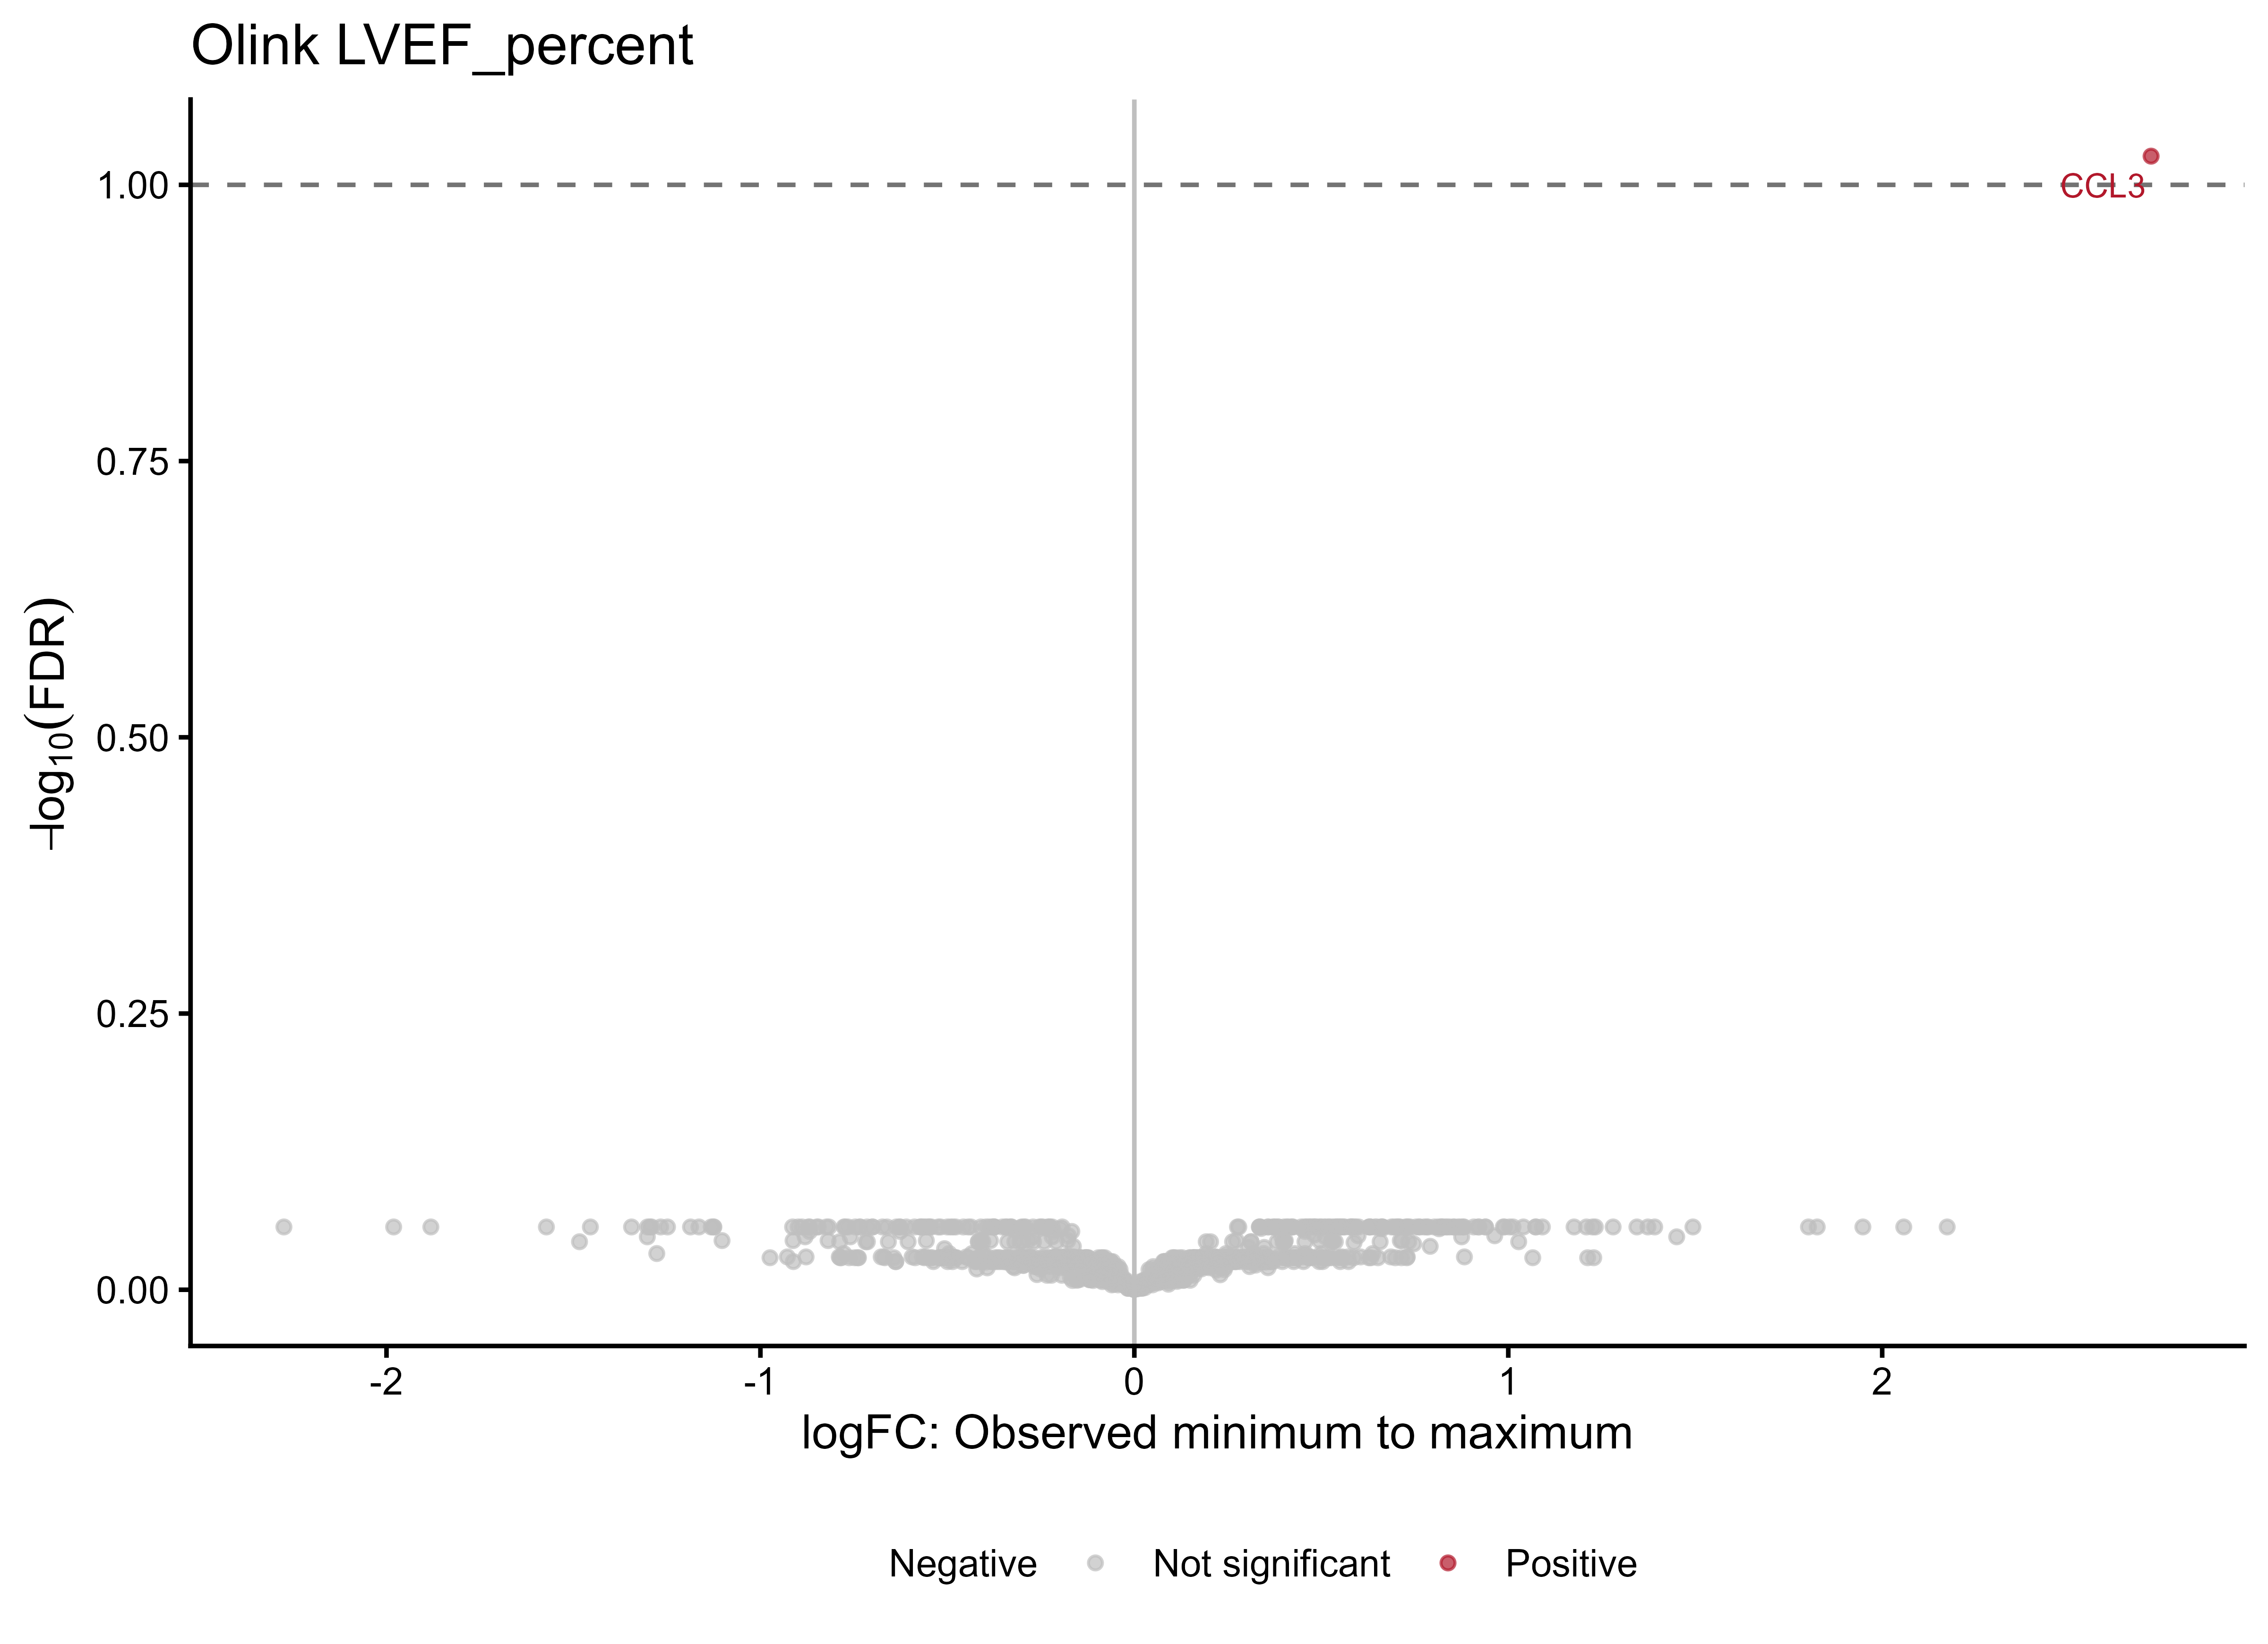 Olink LVEF_percent
1.00
CCL3
0.75
0.50
0.25
0.00
−log10(FDR)
-2 -1 0 1 2
logFC: Observed minimum to maximum
Negative Not significant Positive